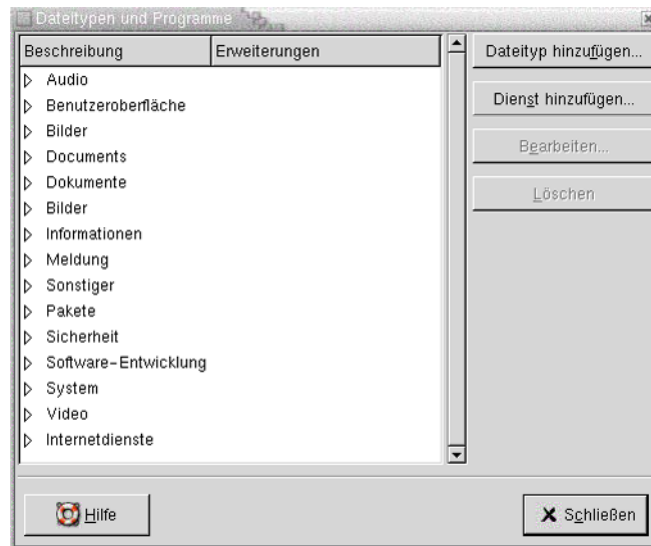 Dateitypen und Programme
Beschreibung Erweiterungen
Audio
Benutzeroberfläche
Bilder
Documents
Dokumente
Bilder
Informationen
Meldung
Sonstiger
Pakete
Sicherheit
Software-Entwicklung
System
Video
Internetdienste
Dateityp hinzufügen...
Dienst hinzufügen...
Bearbeiten...
Löschen
Hilfe
Schließen